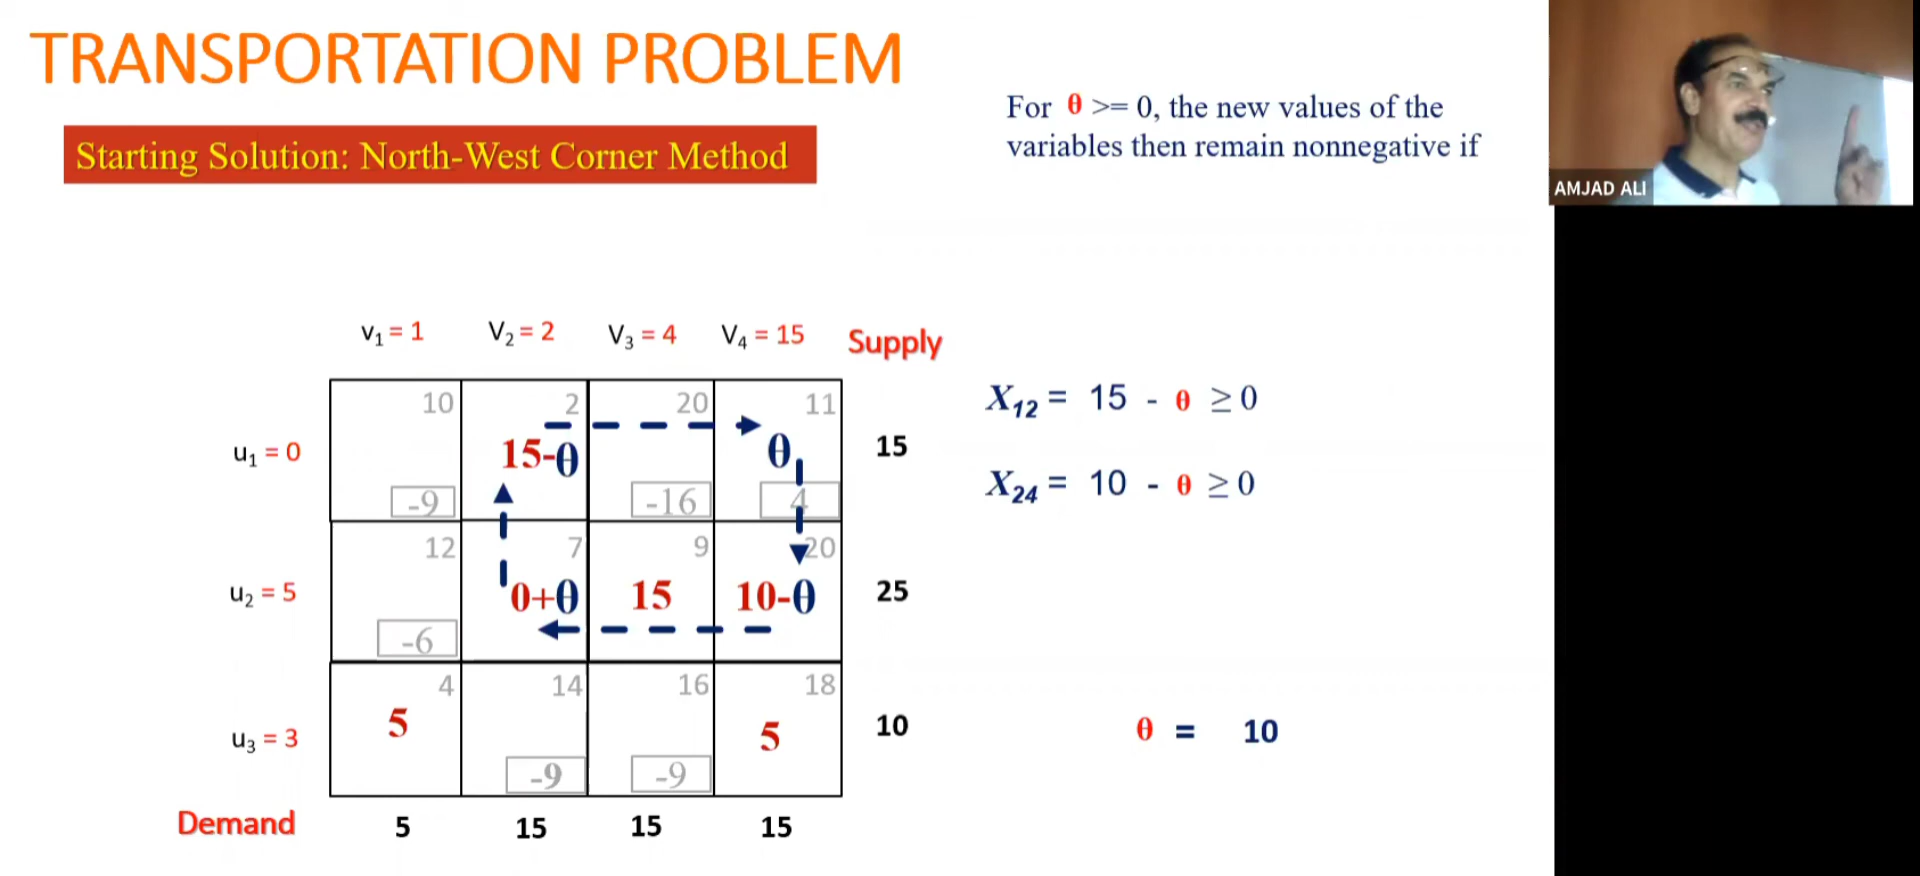 TRANSPORTATION PROBLEM
Starting Solution: North-West Corner Method
For θ >= 0, the new values of the
variables then remain nonnegative if
AMJAD ALI
v₁ = 1 V₂ = 2 V₃ = 4 V₄ = 15 Supply
10 2 20 11
u₁ = 0 15-θ θ 15
-9 -16 4
12 7 9 20
u₂ = 5 0+θ 15 10-θ 25
-6
4 14 16 18
u₃ = 3 5 5 10
-9 -9
Demand 5 15 15 15
X₁₂ = 15 - θ ≥ 0
X₂₄ = 10 - θ ≥ 0
θ = 10